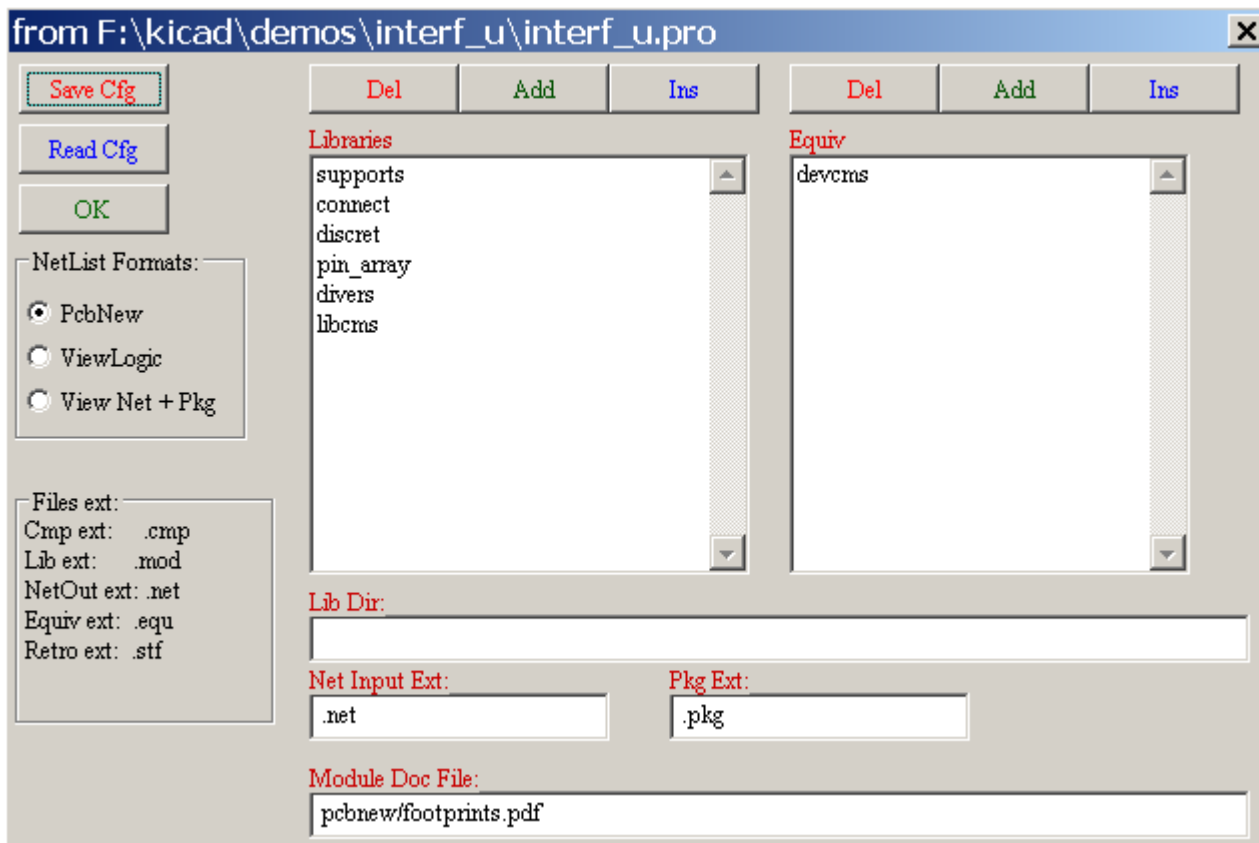 from F:\kicad\demos\interf_u\interf_u.pro
Save Cfg
Read Cfg
OK
NetList Formats:
PcbNew
ViewLogic
View Net + Pkg
Files ext:
Cmp ext: .cmp
Lib ext: .mod
NetOut ext: .net
Equiv ext: .equ
Retro ext: .stf
Del Add Ins
Libraries
supports
connect
discret
pin_array
divers
libcms
Del Add Ins
Equiv
devcms
Lib Dir:
Net Input Ext:
.net
Pkg Ext:
.pkg
Module Doc File:
pcbnew/footprints.pdf